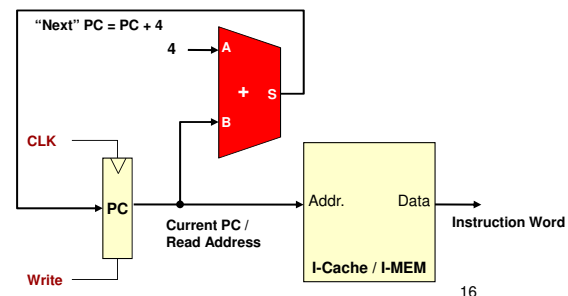 “Next” PC = PC + 4
4
A
+
S
B
CLK
PC
Addr.
Data
Current PC /
Read Address
Instruction Word
I-Cache / I-MEM
Write
16